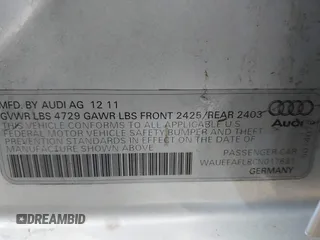 MFD. BY AUDI AG 12 11
GVWR LBS 4729 GAWR LBS FRONT 2425/REAR 2403
THIS VEHICLE CONFORMS TO ALL APPLICABLE U.S.
FEDERAL MOTOR VEHICLE SAFETY BUMPER AND THEFT
PREVENTION STANDARDS IN EFFECT ON THE
DATE OF MANUFACTURE SHOWN ABOVE
PASSENGER CAR
GERMANY
Audi
DREAMBID